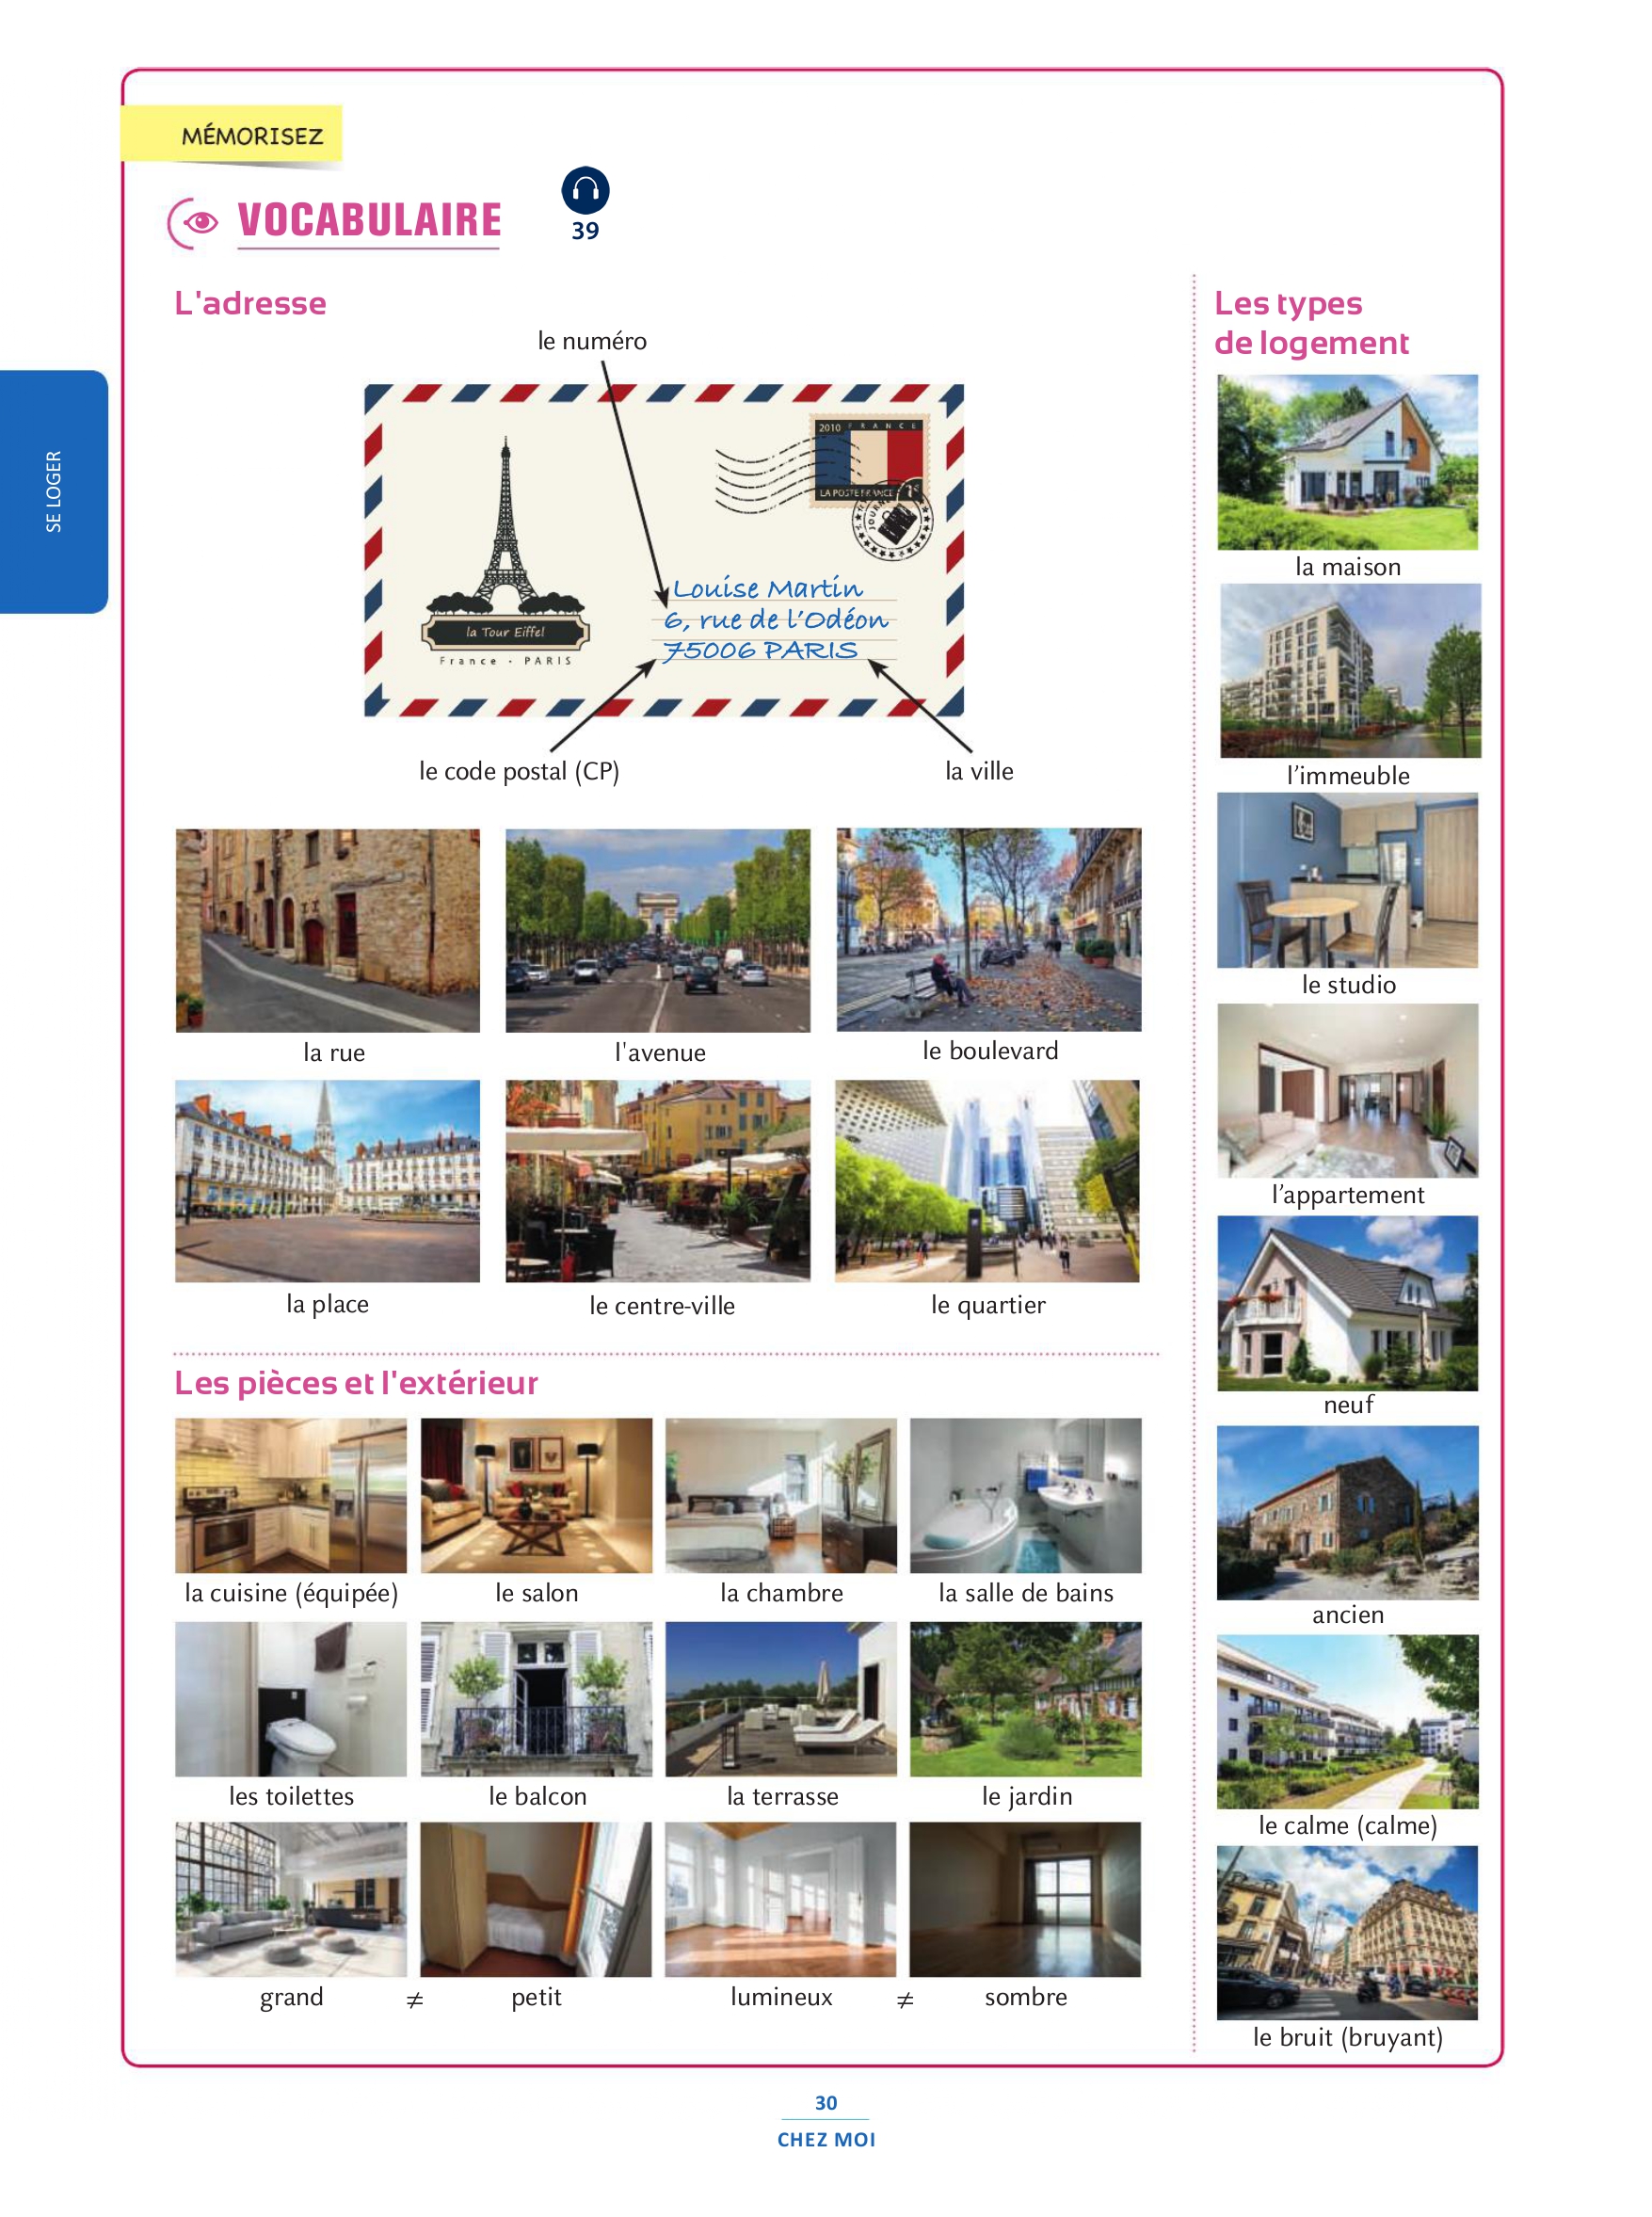 MÉMORISEZ
VOCABULAIRE
39
SE LOGER
L'adresse
le numéro
2010 FRANCE
LA POSTE FRANCE
Louise Martin
6, rue de l'Odéon
75006 PARIS
la Tour Eiffel
France · PARIS
le code postal (CP)
la ville
la rue
l'avenue
le boulevard
la place
le centre-ville
le quartier
Les pièces et l'extérieur
la cuisine (équipée)
le salon
la chambre
la salle de bains
les toilettes
le balcon
la terrasse
le jardin
grand ≠ petit
lumineux ≠ sombre
Les types
de logement
la maison
l'immeuble
le studio
l'appartement
neuf
ancien
le calme (calme)
le bruit (bruyant)
30
CHEZ MOI